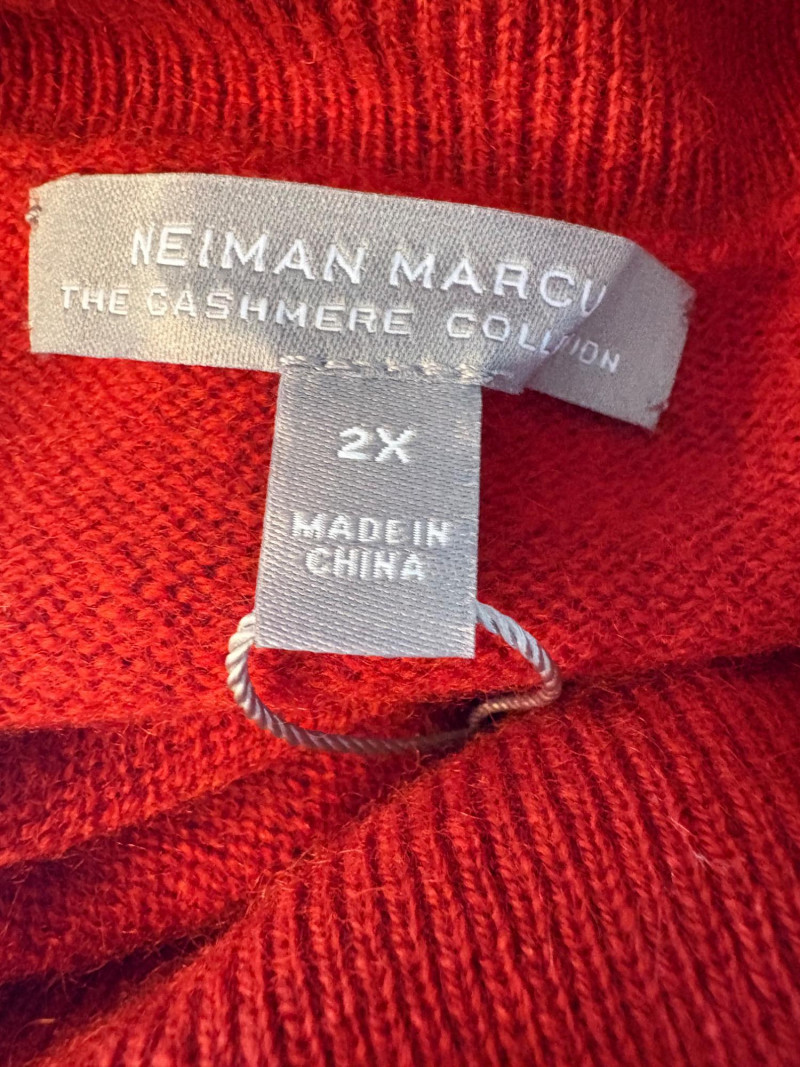 NEIMAN MARCU
THE CASHMERE
2X
MADE IN
CHINA